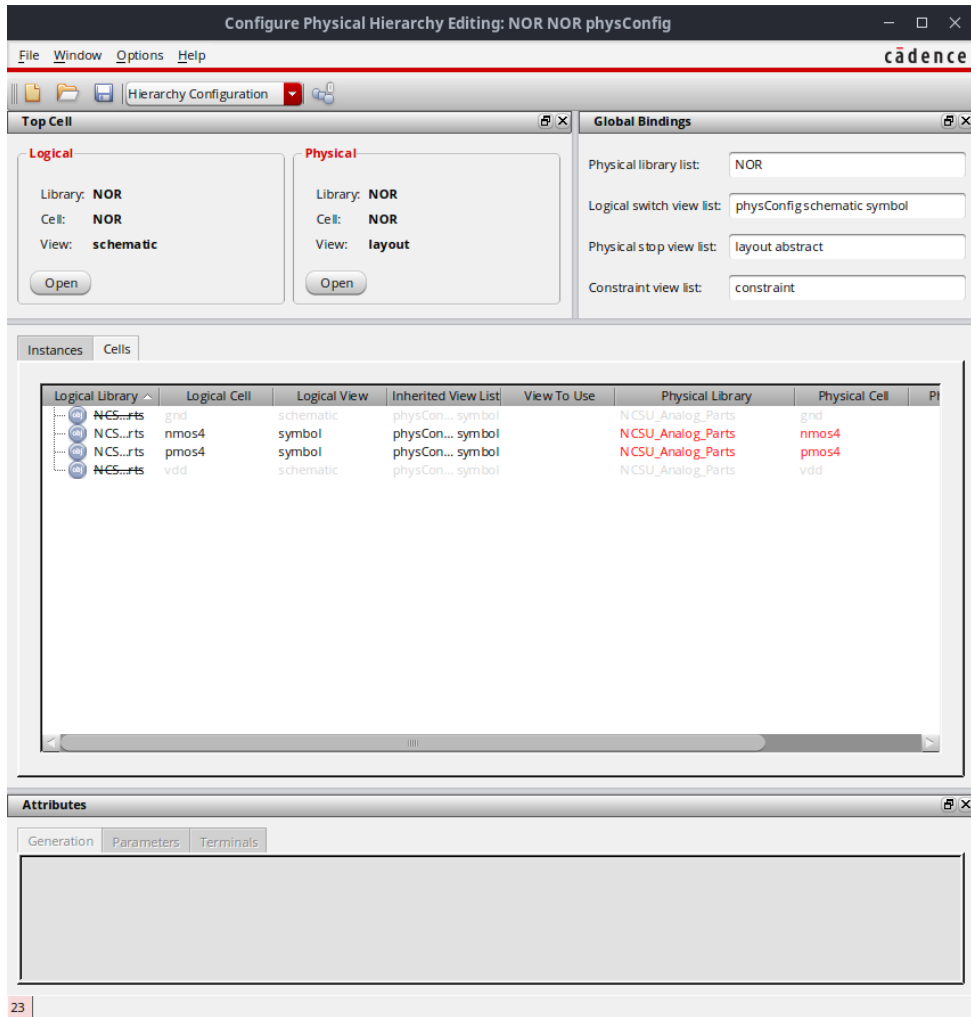 Configure Physical Hierarchy Editing: NOR NOR physConfig
File Window Options Help
cādence
Hierarchy Configuration
Top Cell
Global Bindings
Logical
Physical
Library: NOR
Library: NOR
Cell: NOR
Cell: NOR
View: schematic
View: layout
Open
Open
Physical library list: NOR
Logical switch view list: physConfig schematic symbol
Physical stop view list: layout abstract
Constraint view list: constraint
Instances Cells
Logical Library Logical Cell Logical View Inherited View List View To Use Physical Library Physical Cell Pl
NCS...rts gnd schematic physCon... symbol NCSU_Analog_Parts gnd
NCS...rts nmos4 symbol physCon... symbol NCSU_Analog_Parts nmos4
NCS...rts pmos4 symbol physCon... symbol NCSU_Analog_Parts pmos4
NCS...rts vdd schematic physCon... symbol NCSU_Analog_Parts vdd
Attributes
Generation Parameters Terminals
23